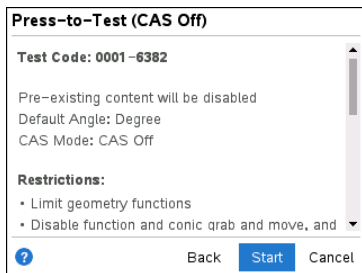 Press-to-Test (CAS Off)
Test Code: 0001-6382
Pre-existing content will be disabled
Default Angle: Degree
CAS Mode: CAS Off
Restrictions:
• Limit geometry functions
• Disable function and conic grab and move, and
?
Back Start Cancel